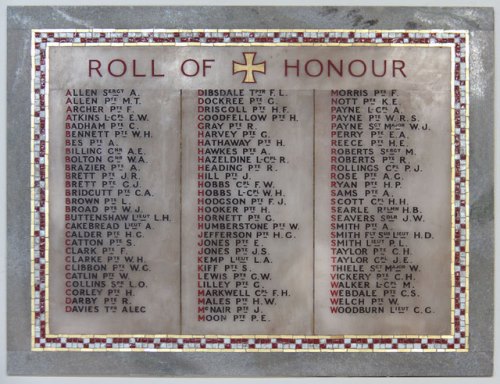 ROLL OF HONOUR
ALLEN SERGT A.
ALLEN PTE M.T.
ARCHER PTE F.
ATKINS L-CPL E.W.
BADHAM PTE C.
BENNETT PTE W.H.
BES PTE A.
BILLING GNR A.E.
BOLTON GNR W.A.
BRAZIER PTE A.
BRETT PTE J.R.
BRETT PTE G.J.
BRIDCUTT PTE C.A.
BROWN PTE L.
BROAD PTE W.J.
BUTTENSHAW LIEUT L.H.
CAKEBREAD LIEUT A.
CALDER PTE H.G.
CATTON PTE S.
CLARK PTE F.
CLARKE PTE W.H.
CLIBBON PTE W.G.
CATLIN PTE W.
COLLINS SERGT L.O.
CORLEY PTE H.
DARBY PTE R.
DAVIES ALEC
DIBSDALE TPR F.L.
DOCKREE PTE G.
DRISCOLL PTE H.F.
GOODFELLOW PTE H.
GRAY PTE R.
HARVEY PTE G.
HATHAWAY PTE H.
HAWKES PTE A.
HAZELDINE L-CPL R.
HEADING PTE R.
HILL PTE J.
HOBBS CPL F.W.
HOBBS L-CPL W.H.
HODGSON PTE F.J.
HOOKER PTE H.
HORNETT PTE G.
HUMBERSTONE PTE W.
JEFFERSON PTE H.C.
JONES PTE E.
JONES PTE J.S.
KEMP LIEUT L.A.
KIFF PTE S.
LEWIS PTE G.W.
LILLEY PTE G.
MARKWELL CPL F.H.
MALES PTE H.W.
McNAIR PTE J.
MOON PTE P.E.
MORRIS PTE F.
NOTT PTE K.E.
PAYNE L-CPL A.
PAYNE PTE W.R.S.
PAYNE SGT MAJOR W.J.
PERRY PTE E.A.
REECE PTE H.E.
ROBERTS SERGT M.
ROBERTS PTE R.
ROLLINGS CPL P.J.
ROSE PTE A.G.
RYAN PTE H.P.
SAMS PTE A.
SCOTT CPL H.H.
SEARLE RFLMN H.B.
SEAVERS W.J.
SMITH PTE A.
SMITH LIEUT H.D.
SMITH LIEUT P.L.
TAYLOR PTE C.H.
TAYLOR CPL J.E.
THIELE SGT MAJOR W.
VICKERY PTE C.H.
WALKER L-CPL M.
WEBDALE PTE C.S.
WELCH PTE W.
WOODBURN LIEUT C.G.